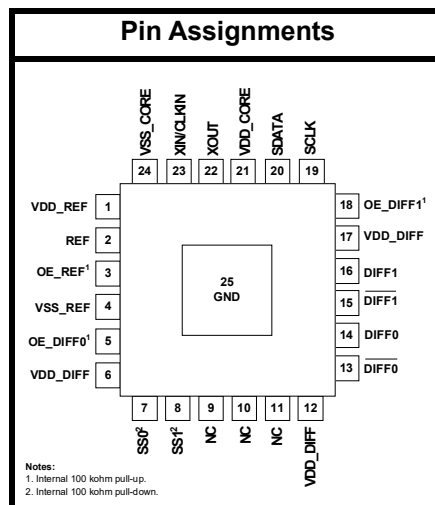 Pin Assignments
VSS_CORE
XIN/CLKIN
XOUT
VDD_CORE
SDATA
SCLK
24 23 22 21 20 19
VDD_REF 1
REF 2
OE_REF¹ 3
VSS_REF 4
OE_DIFF0¹ 5
VDD_DIFF 6
25
GND
18 OE_DIFF1¹
17 VDD_DIFF
16 DIFF1
15 DIFF1
14 DIFF0
13 DIFF0
7 8 9 10 11 12
SS0²
SS1²
NC
NC
NC
VDD_DIFF
Notes:
1. Internal 100 kohm pull-up.
2. Internal 100 kohm pull-down.